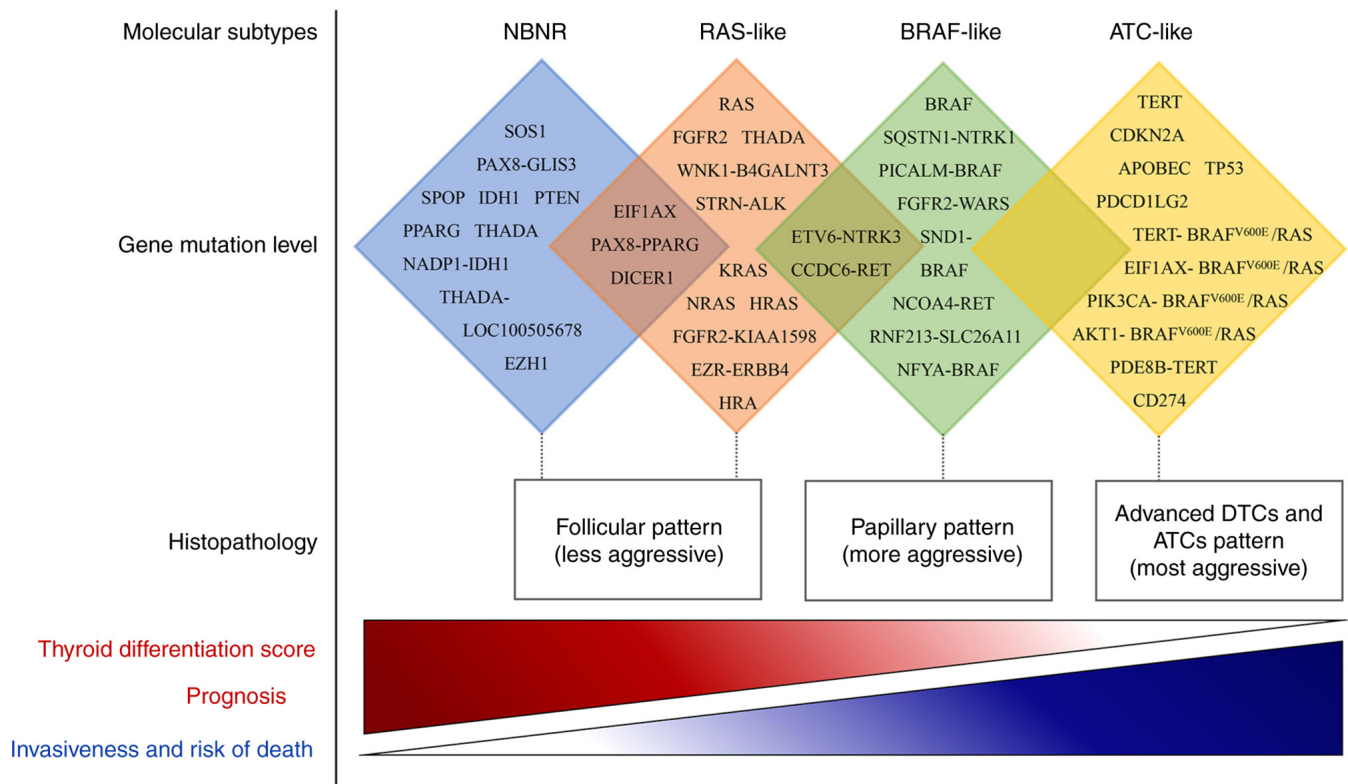 Molecular subtypes
NBNR
RAS-like
BRAF-like
ATC-like
Gene mutation level
SOS1
PAX8-GLIS3
SPOP IDH1 PTEN
PPARG THADA
NADP1-IDH1
THADA-
LOC100505678
EZH1
EIF1AX
PAX8-PPARG
DICER1
RAS
FGFR2 THADA
WNK1-B4GALNT3
STRN-ALK
KRAS
NRAS HRAS
FGFR2-KIAA1598
EZR-ERBB4
HRA
ETV6-NTRK3
CCDC6-RET
BRAF
SQSTN1-NTRK1
PICALM-BRAF
FGFR2-WARS
SND1-
BRAF
NCOA4-RET
RNF213-SLC26A11
NFYA-BRAF
TERT
CDKN2A
APOBEC TP53
PDCD1LG2
TERT- BRAFV600E /RAS
EIF1AX- BRAFV600E /RAS
PIK3CA- BRAFV600E /RAS
AKT1- BRAFV600E /RAS
PDE8B-TERT
CD274
Histopathology
Follicular pattern
(less aggressive)
Papillary pattern
(more aggressive)
Advanced DTCs and
ATCs pattern
(most aggressive)
Thyroid differentiation score
Prognosis
Invasiveness and risk of death